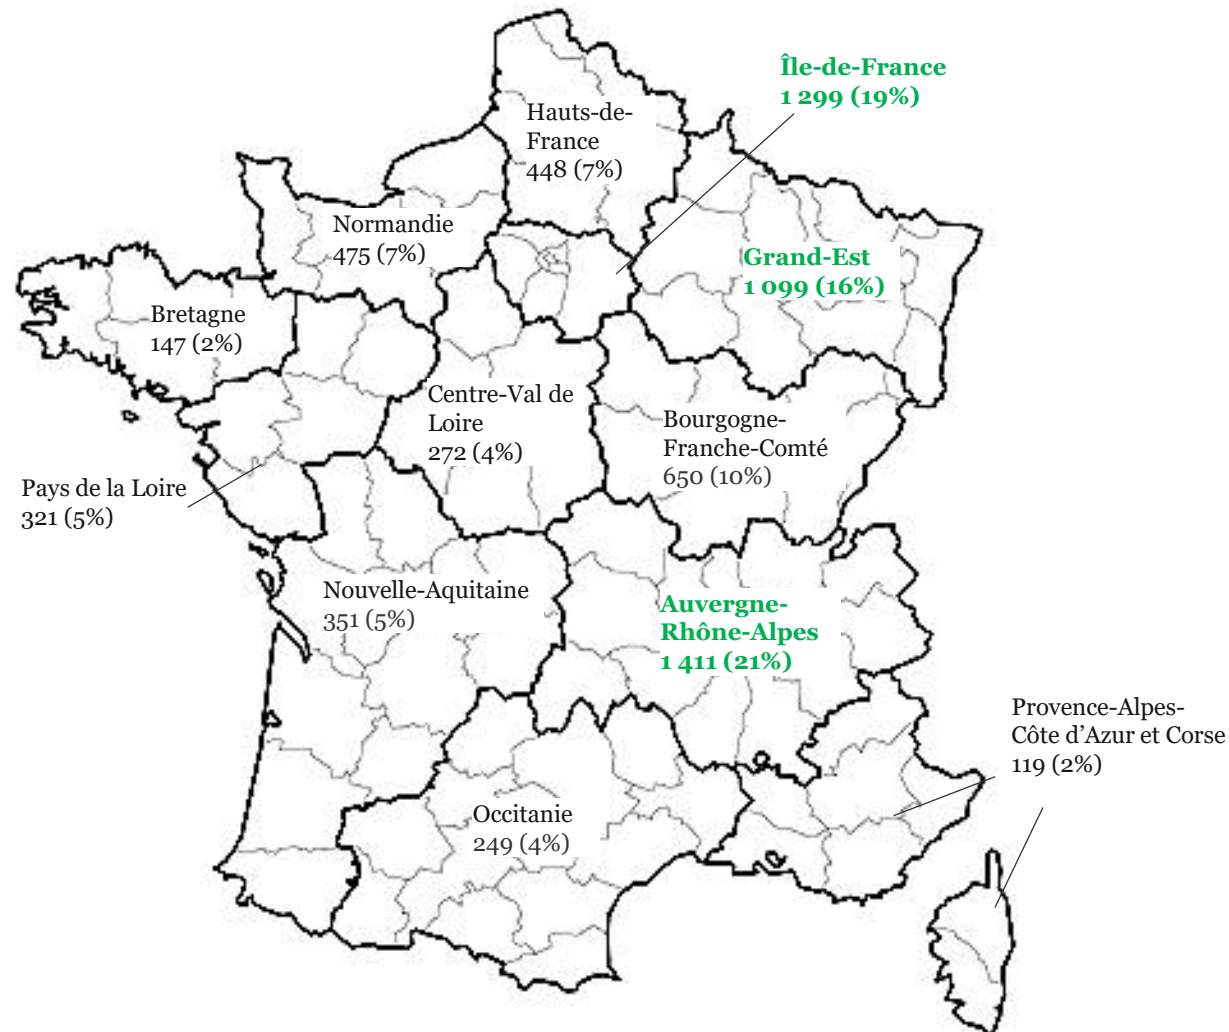 Île-de-France
1 299 (19%)
Hauts-de-
France
448 (7%)
Normandie
475 (7%)
Grand-Est
1 099 (16%)
Bretagne
147 (2%)
Centre-Val de
Loire
272 (4%)
Bourgogne-
Franche-Comté
650 (10%)
Pays de la Loire
321 (5%)
Nouvelle-Aquitaine
351 (5%)
Auvergne-
Rhône-Alpes
1 411 (21%)
Provence-Alpes-
Côte d’Azur et Corse
119 (2%)
Occitanie
249 (4%)